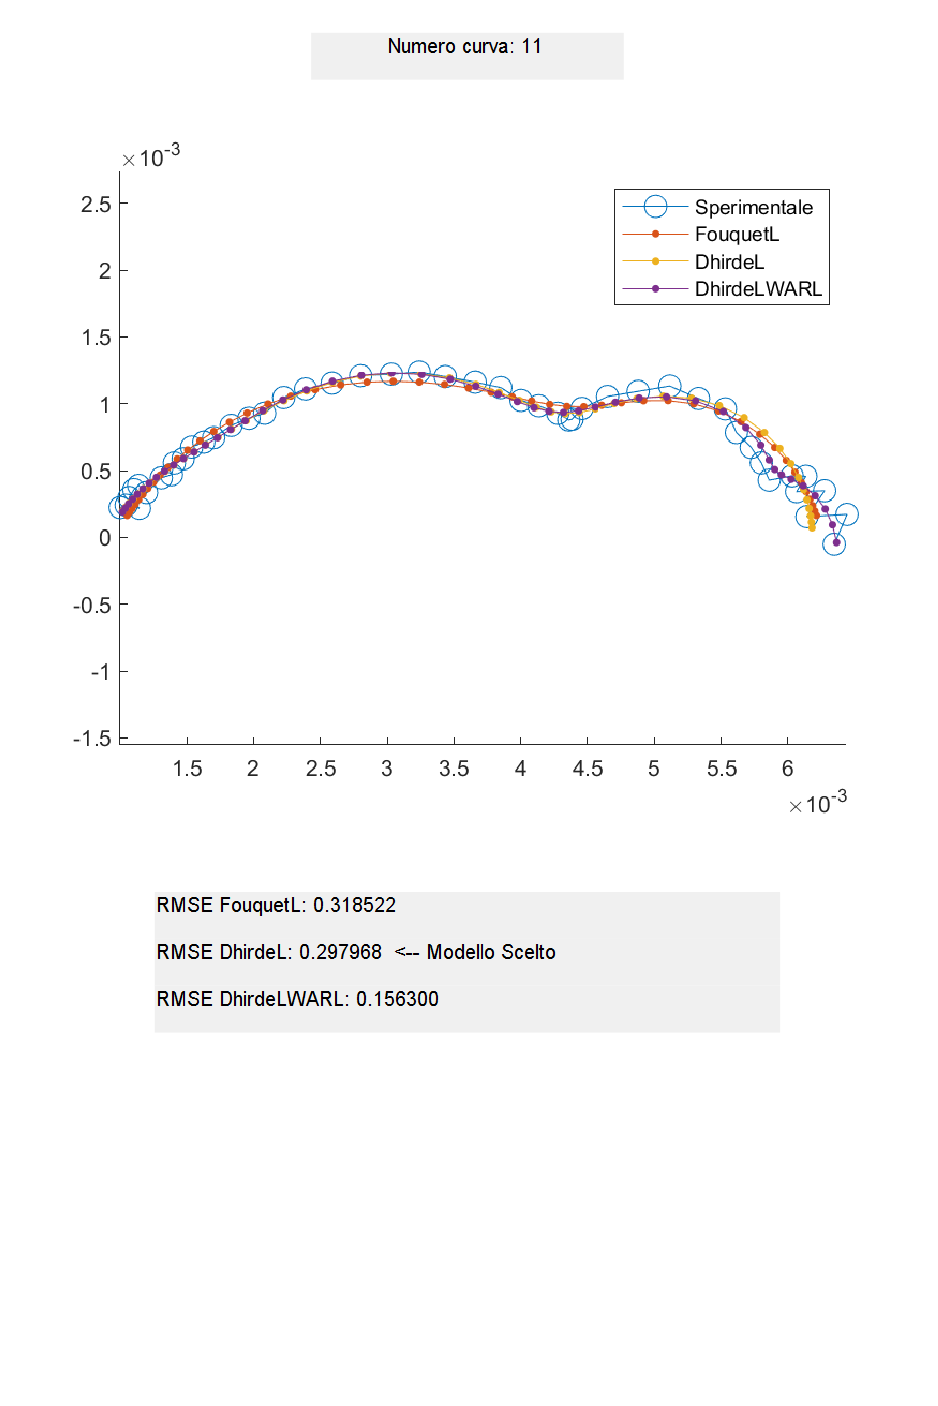 Numero curva: 11
×10-3
2.5
2
1.5
1
0.5
0
-0.5
-1
-1.5
Sperimentale
FouquetL
DhirdeL
DhirdeLWARL
1.5 2 2.5 3 3.5 4 4.5 5 5.5 6
×10-3
RMSE FouquetL: 0.318522
RMSE DhirdeL: 0.297968 <-- Modello Scelto
RMSE DhirdeLWARL: 0.156300